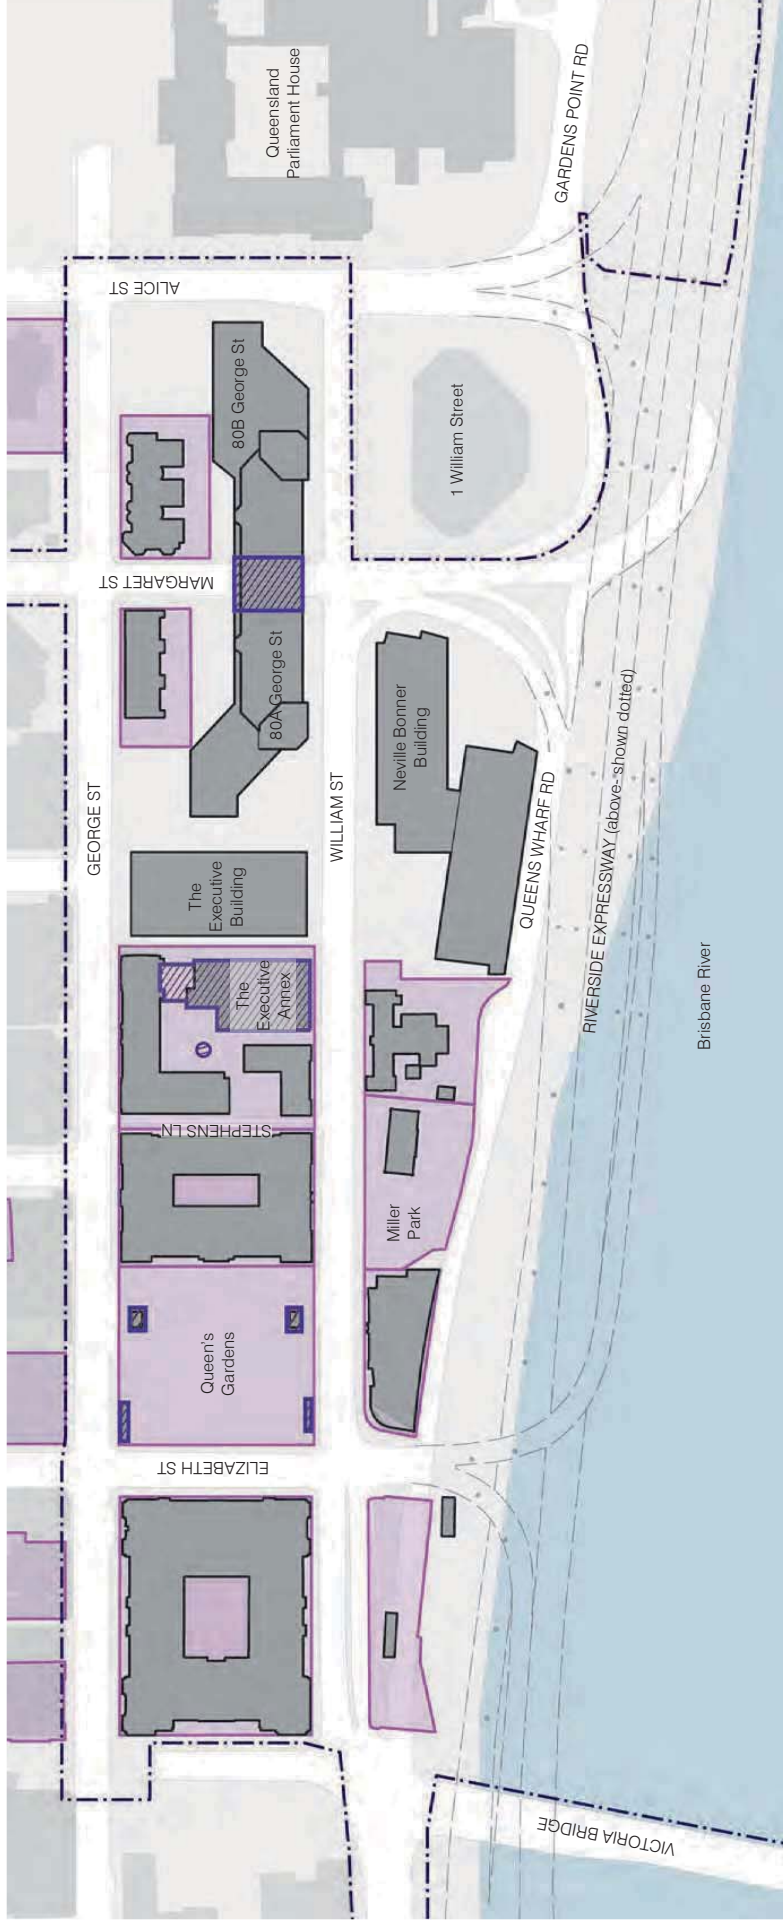 Queensland
Parliament House
GARDENS POINT RD
ALICE ST
80B George St
1 William Street
MARGARET ST
80A George St
Neville Bonner
Building
GEORGE ST
WILLIAM ST
QUEENS WHARF RD
RIVERSIDE EXPRESSWAY (above- shown dotted)
The
Executive
Building
The
Executive
Annex
Brisbane River
STEPHENS LN
Miller
Park
Queen's
Gardens
ELIZABETH ST
VICTORIA BRIDGE